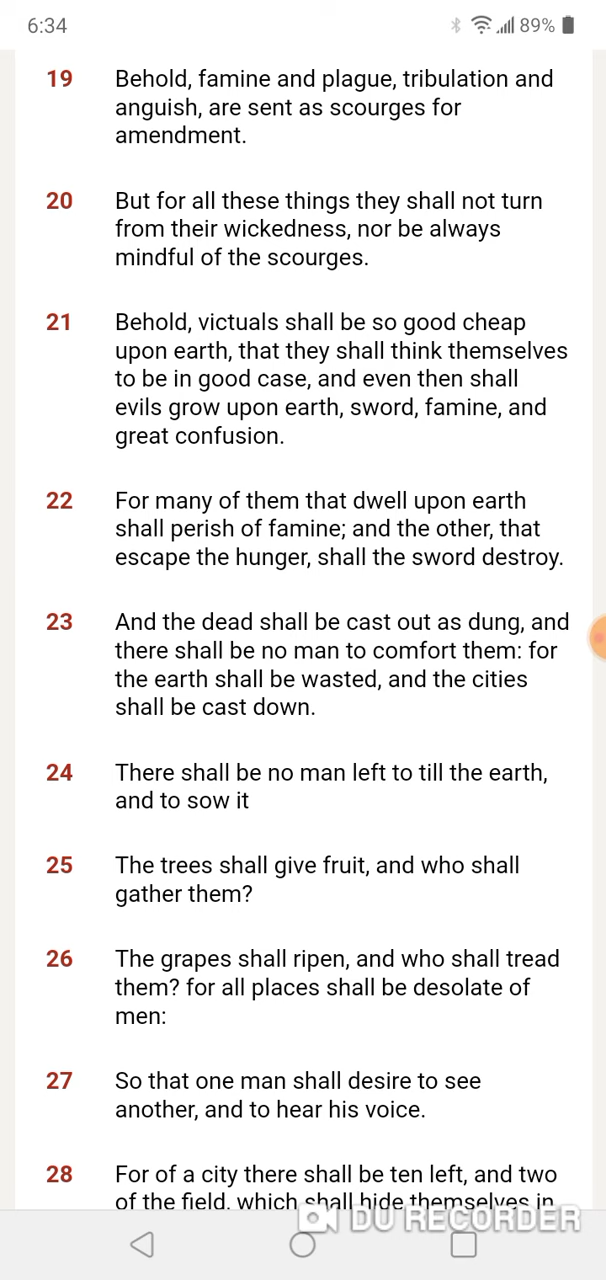 6:34 89%
19 Behold, famine and plague, tribulation and
anguish, are sent as scourges for
amendment.
20 But for all these things they shall not turn
from their wickedness, nor be always
mindful of the scourges.
21 Behold, victuals shall be so good cheap
upon earth, that they shall think themselves
to be in good case, and even then shall
evils grow upon earth, sword, famine, and
great confusion.
22 For many of them that dwell upon earth
shall perish of famine; and the other, that
escape the hunger, shall the sword destroy.
23 And the dead shall be cast out as dung, and
there shall be no man to comfort them: for
the earth shall be wasted, and the cities
shall be cast down.
24 There shall be no man left to till the earth,
and to sow it
25 The trees shall give fruit, and who shall
gather them?
26 The grapes shall ripen, and who shall tread
them? for all places shall be desolate of
men:
27 So that one man shall desire to see
another, and to hear his voice.
28 For of a city there shall be ten left, and two
of the field, which shall hide themselves in
DU RECORDER